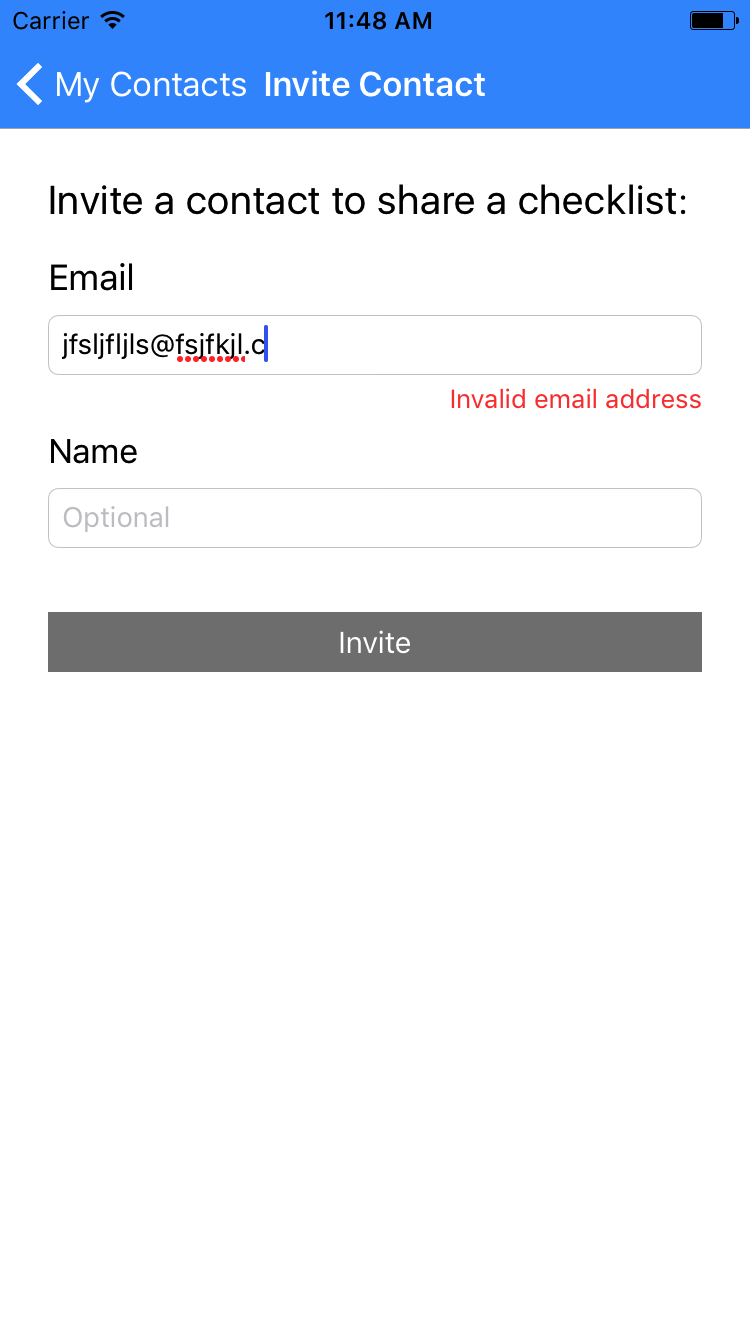 Carrier 11:48 AM
My Contacts Invite Contact
Invite a contact to share a checklist:
Email
jfsljfljls@fsjfkjl.c
Invalid email address
Name
Optional
Invite